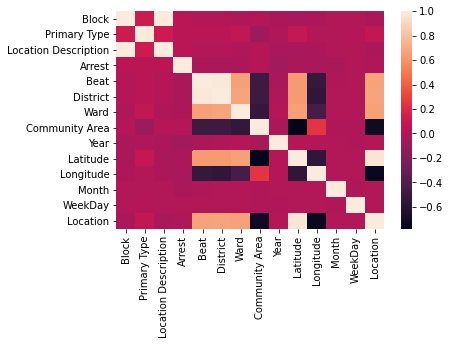 Block
Primary Type
Location Description
Arrest
Beat
District
Ward
Community Area
Year
Latitude
Longitude
Month
WeekDay
Location
Block
Primary Type
Location Description
Arrest
Beat
District
Ward
Community Area
Year
Latitude
Longitude
Month
WeekDay
Location
1.0
0.8
0.6
0.4
0.2
0.0
−0.2
−0.4
−0.6